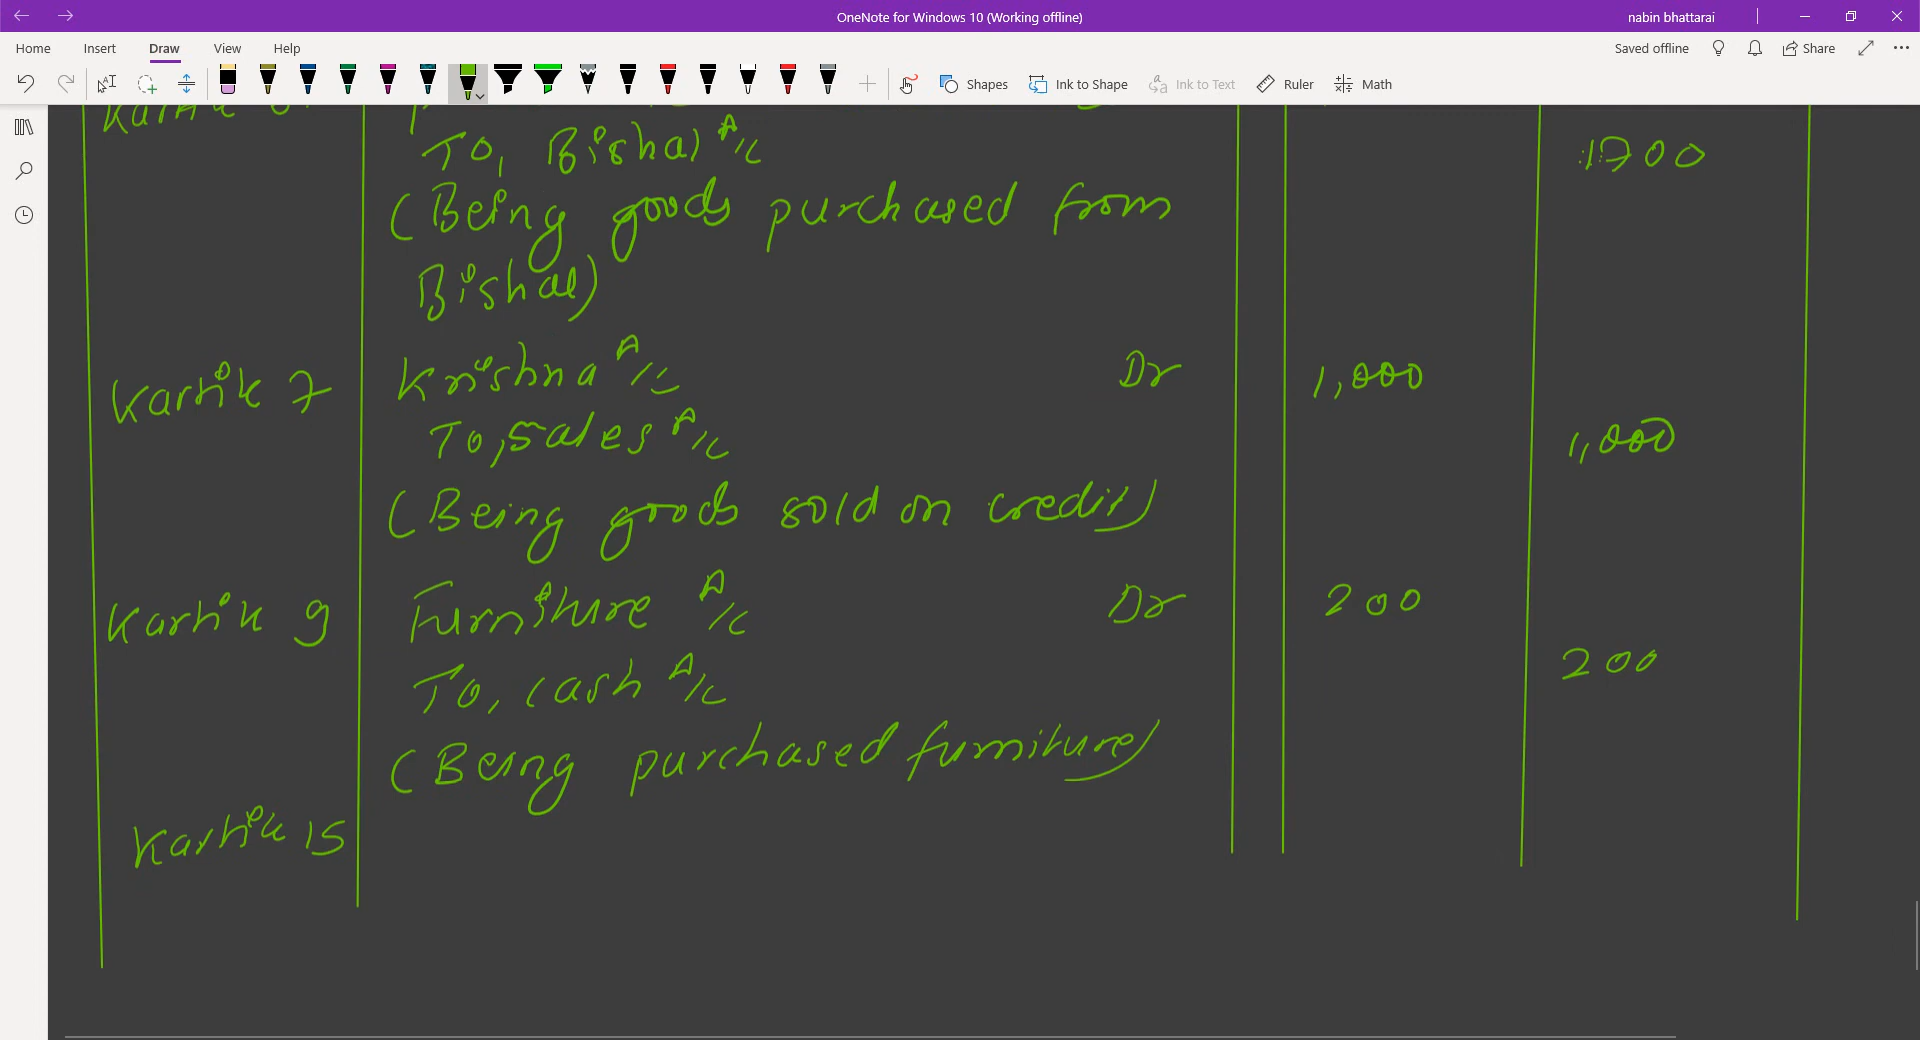 OneNote for Windows 10 (Working offline)
nabin bhattarai
Home Insert Draw View Help
Saved offline Share
Shapes Ink to Shape Ink to Text Ruler Math
Kartik
To, Bishal A/c 1700
(Being goods purchased from
Bishal)
Kartik 7 Krishna A/c Dr 1,000
To, Sales A/c 1,000
(Being goods sold on credit)
Kartik 9 Furniture A/c Dr 200
To, cash A/c 200
(Being purchased furniture)
Kartik 15